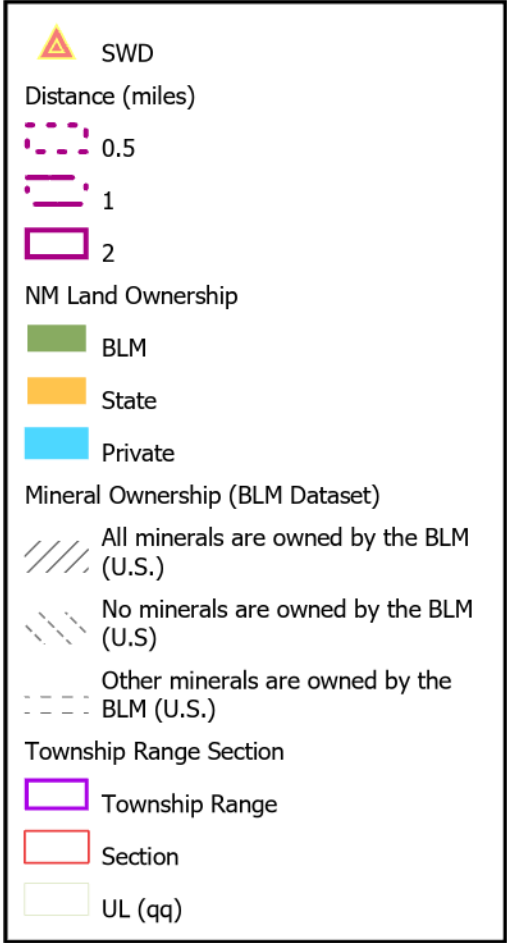 SWD
Distance (miles)
0.5
1
2
NM Land Ownership
BLM
State
Private
Mineral Ownership (BLM Dataset)
All minerals are owned by the BLM
(U.S.)
No minerals are owned by the BLM
(U.S)
Other minerals are owned by the
BLM (U.S.)
Township Range Section
Township Range
Section
UL (qq)